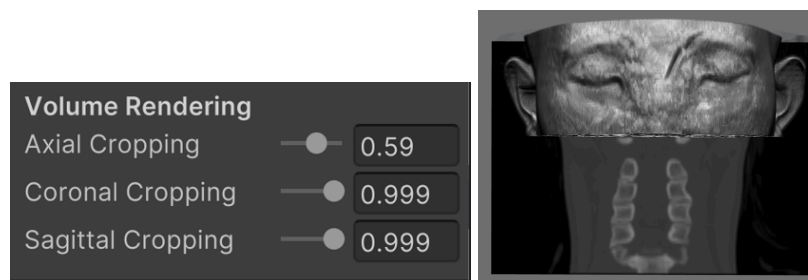 Volume Rendering
Axial Cropping 0.59
Coronal Cropping 0.999
Sagittal Cropping 0.999